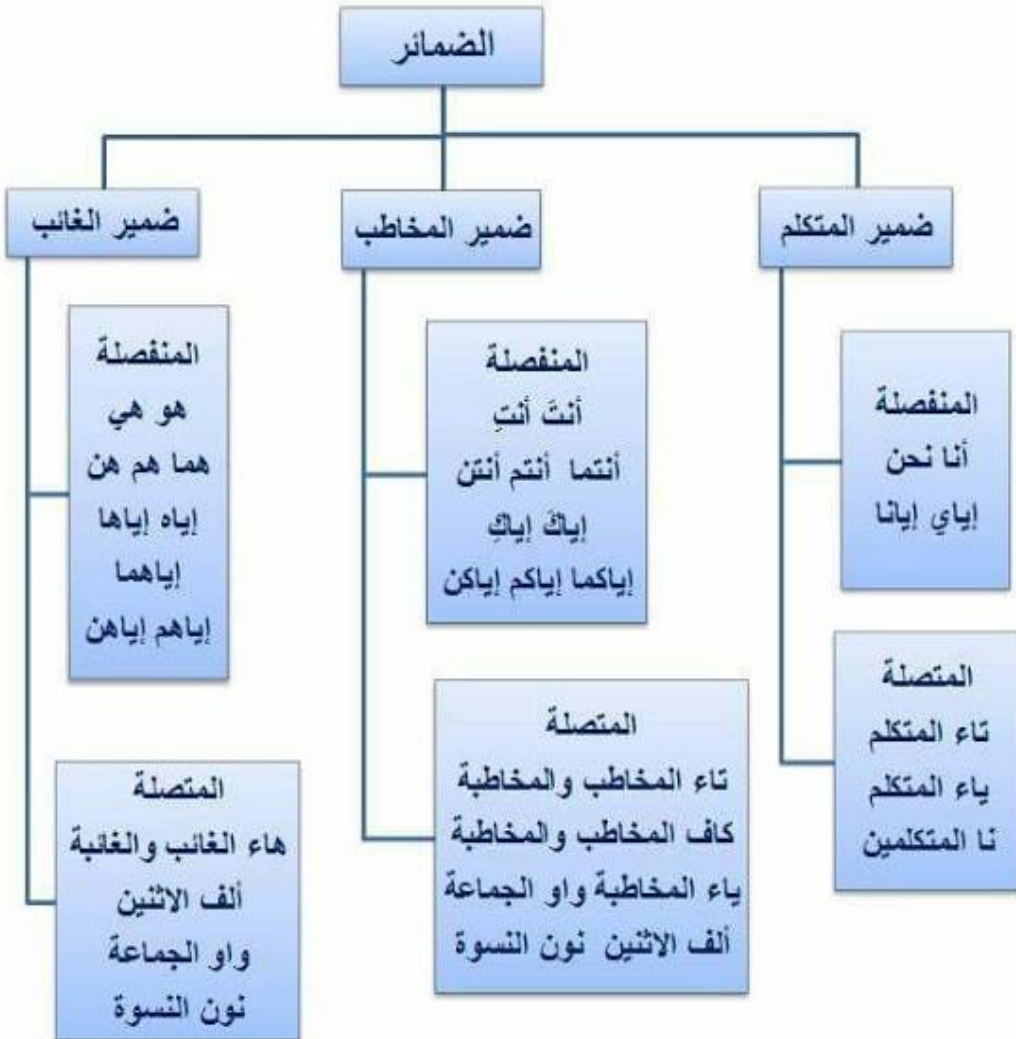 الضمائر
ضمير المتكلم
المنفصلة
أنا نحن
إياي إيانا
المتصلة
تاء المتكلم
ياء المتكلم
نا المتكلمين
ضمير المخاطب
المنفصلة
أنتَ أنتِ
أنتما أنتم أنتن
إياكَ إياكِ
إياكما إياكم إياكن
المتصلة
تاء المخاطب والمخاطبة
كاف المخاطب والمخاطبة
ياء المخاطبة واو الجماعة
ألف الاثنين نون النسوة
ضمير الغائب
المنفصلة
هو هي
هما هم هن
إياه إياها
إياهما
إياهم إياهن
المتصلة
هاء الغائب والغائبة
ألف الاثنين
واو الجماعة
نون النسوة